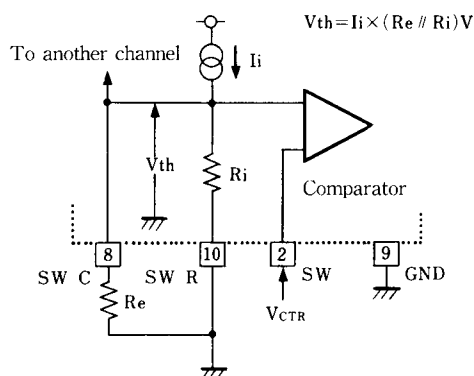 Vth=Ii×(Re∥Ri)V
To another channel
Ii
Vth
Ri
Comparator
8
10
2
9
SW C
SW R
SW
GND
Re
VCTR